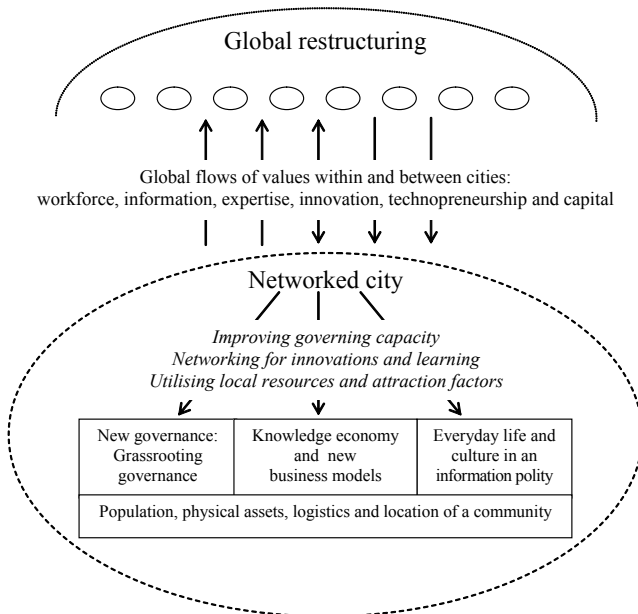 Global restructuring
Global flows of values within and between cities:
workforce, information, expertise, innovation, technopreneurship and capital
Networked city
Improving governing capacity
Networking for innovations and learning
Utilising local resources and attraction factors
New governance:
Grassrooting
governance
Knowledge economy
and new
business models
Everyday life and
culture in an
information polity
Population, physical assets, logistics and location of a community